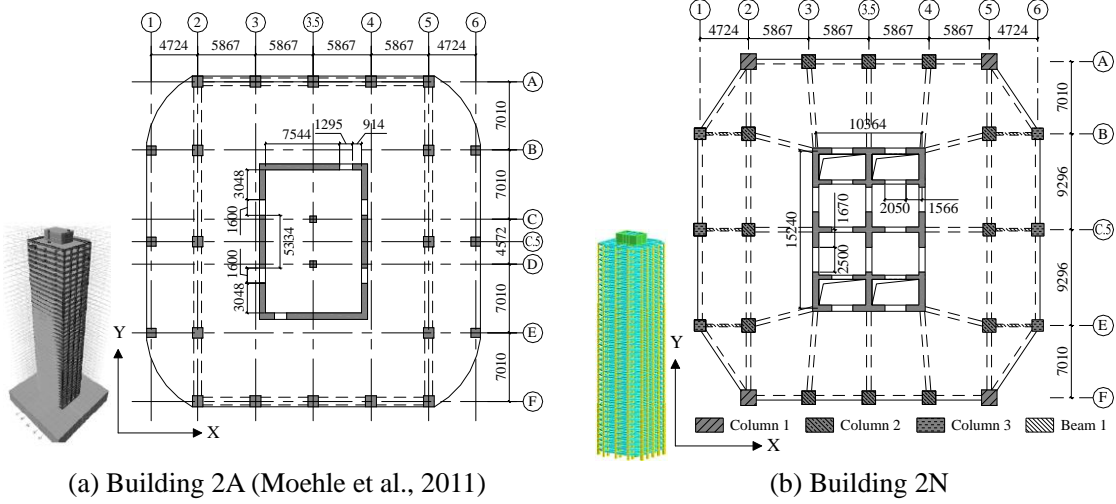 1 2 3 3.5 4 5 6
4724 5867 5867 5867 5867 4724
A
7010
B
7010
C
4572
C.5
D
7010
E
7010
F
1295
7544 914
3048
1600
5334
1600
3048
Y
X
(a) Building 2A (Moehle et al., 2011)
1 2 3 3.5 4 5 6
4724 5867 5867 5867 5867 4724
A
7010
B
9296
C.5
9296
E
7010
F
10364
15240
1670
2050 1566
2500
Y
X
Column 1 Column 2 Column 3 Beam 1
(b) Building 2N